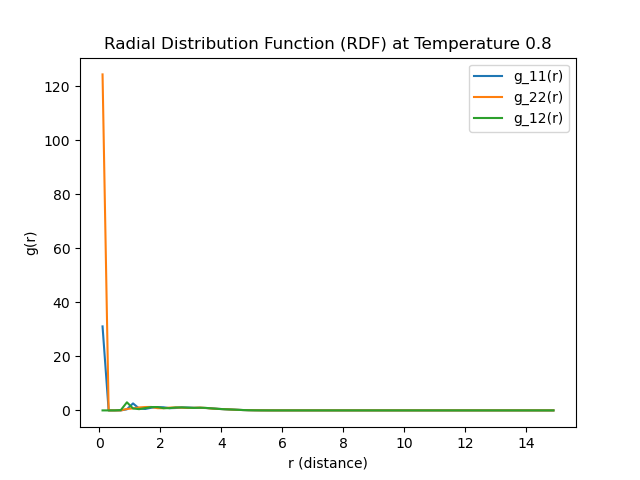 Radial Distribution Function (RDF) at Temperature 0.8
g_11(r)
g_22(r)
g_12(r)
120
100
80
60
40
20
0
g(r)
0 2 4 6 8 10 12 14
r (distance)